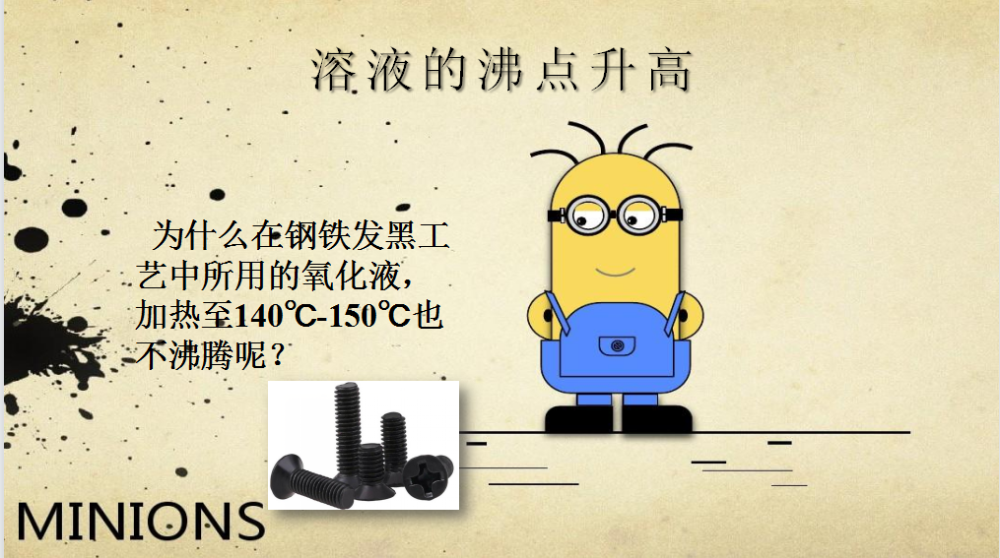 溶液的沸点升高
为什么在钢铁发黑工
艺中所用的氧化液，
加热至140℃-150℃也
不沸腾呢？
MINIONS